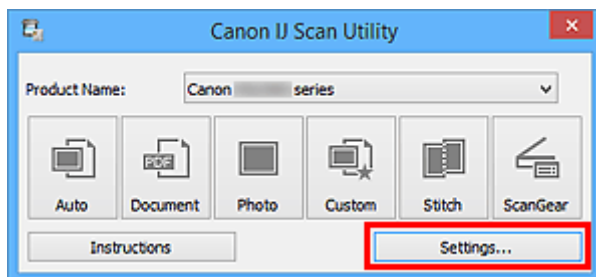 Canon IJ Scan Utility
Product Name: Canon series
PDF
Auto Document Photo Custom Stitch ScanGear
Instructions Settings...